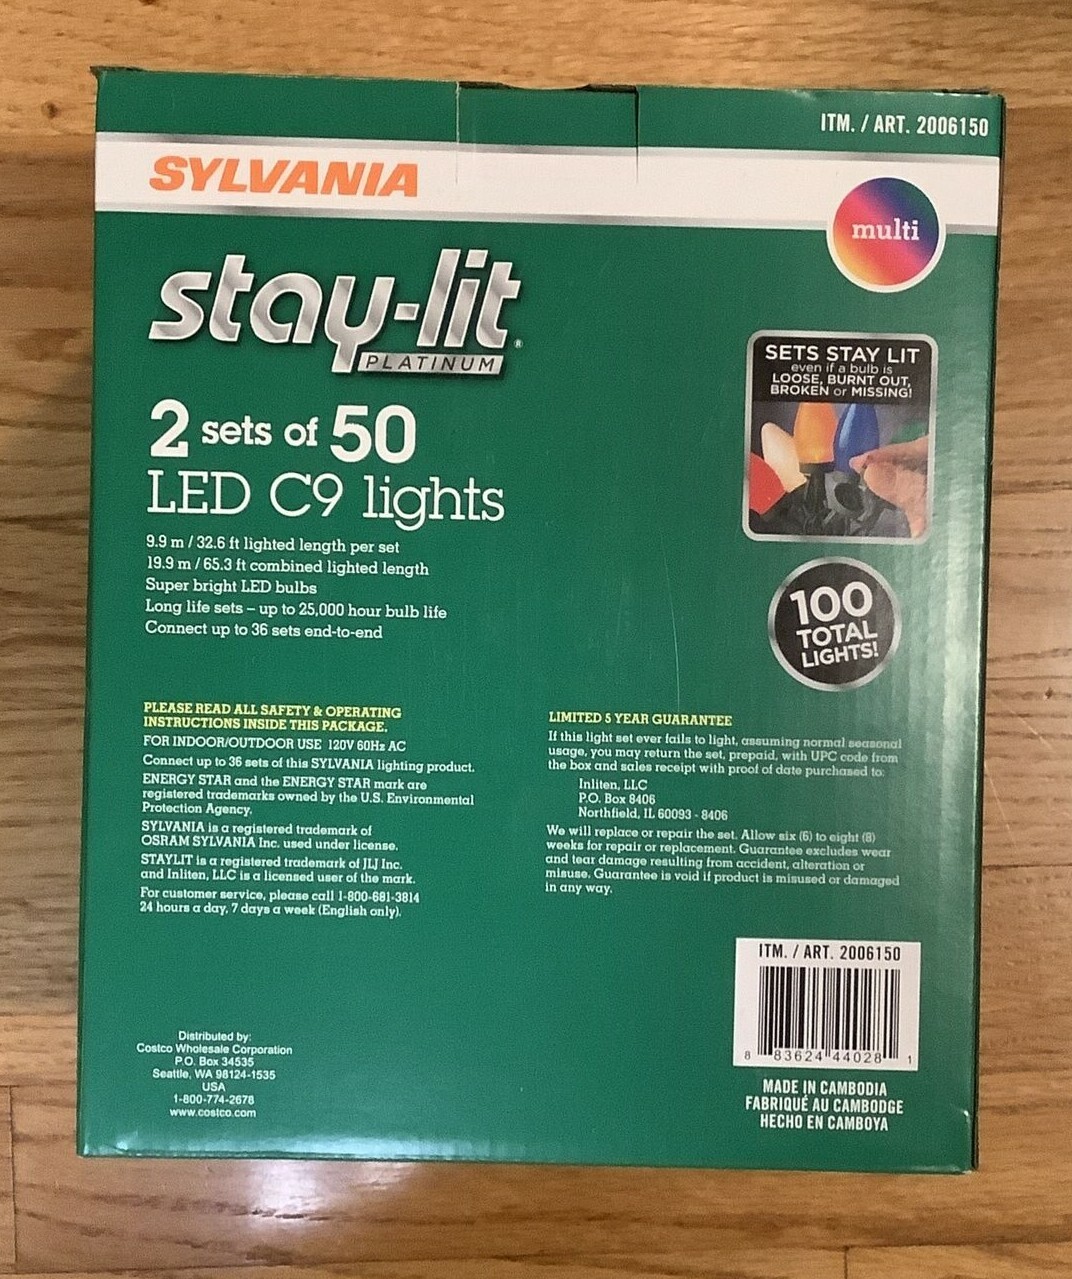 ITM. / ART. 2006150
SYLVANIA
multi
stay-lit®
PLATINUM
SETS STAY LIT
even if a bulb is
LOOSE, BURNT OUT,
BROKEN or MISSING!
2 sets of 50
LED C9 lights
9.9 m / 32.6 ft lighted length per set
19.9 m / 65.3 ft combined lighted length
Super bright LED bulbs
Long life sets – up to 25,000 hour bulb life
Connect up to 36 sets end-to-end
100
TOTAL
LIGHTS!
PLEASE READ ALL SAFETY & OPERATING
INSTRUCTIONS INSIDE THIS PACKAGE.
FOR INDOOR/OUTDOOR USE 120V 60Hz AC
Connect up to 36 sets of this SYLVANIA lighting product.
ENERGY STAR and the ENERGY STAR mark are
registered trademarks owned by the U.S. Environmental
Protection Agency.
SYLVANIA is a registered trademark of
OSRAM SYLVANIA Inc. used under license.
STAYLIT is a registered trademark of JLJ Inc.
and Inliten, LLC is a licensed user of the mark.
For customer service, please call 1-800-681-3814
24 hours a day, 7 days a week (English only).
LIMITED 5 YEAR GUARANTEE
If this light set ever fails to light, assuming normal seasonal
usage, you may return the set, prepaid, with UPC code from
the box and sales receipt with proof of date purchased to:
Inliten, LLC
P.O. Box 8406
Northfield, IL 60093 - 8406
We will replace or repair the set. Allow six (6) to eight (8)
weeks for repair or replacement. Guarantee excludes wear
and tear damage resulting from accident, alteration or
misuse. Guarantee is void if product is misused or damaged
in any way.
Distributed by:
Costco Wholesale Corporation
P.O. Box 34535
Seattle, WA 98124-1535
USA
1-800-774-2678
www.costco.com
ITM. / ART. 2006150
8 83624 44028 1
MADE IN CAMBODIA
FABRIQUÉ AU CAMBODGE
HECHO EN CAMBOYA